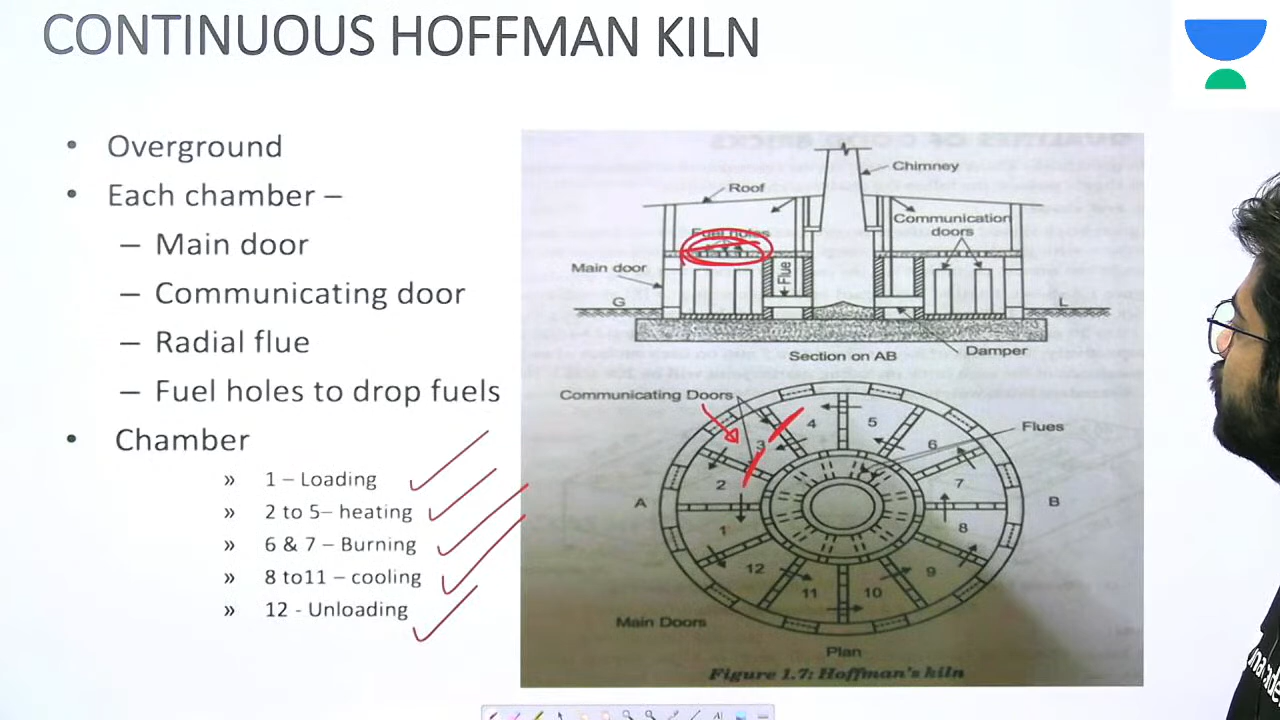 CONTINUOUS HOFFMAN KILN
• Overground
• Each chamber –
– Main door
– Communicating door
– Radial flue
– Fuel holes to drop fuels
• Chamber
» 1 – Loading
» 2 to 5– heating
» 6 & 7 – Burning
» 8 to11 – cooling
» 12 - Unloading
Chimney
Roof
Fuel holes
Communication
doors
Main door
Flue
G
L
Section on AB
Damper
Communicating Doors
Flues
4
5
3
6
2
7
A
B
1
8
12
9
11
10
Main Doors
Plan
Figure 1.7: Hoffman's kiln